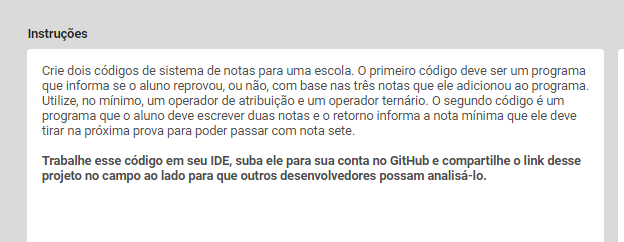 Instruções
Crie dois códigos de sistema de notas para uma escola. O primeiro código deve ser um programa
que informa se o aluno reprovou, ou não, com base nas três notas que ele adicionou ao programa.
Utilize, no mínimo, um operador de atribuição e um operador ternário. O segundo código é um
programa que o aluno deve escrever duas notas e o retorno informa a nota mínima que ele deve
tirar na próxima prova para poder passar com nota sete.
Trabalhe esse código em seu IDE, suba ele para sua conta no GitHub e compartilhe o link desse
projeto no campo ao lado para que outros desenvolvedores possam analisá-lo.